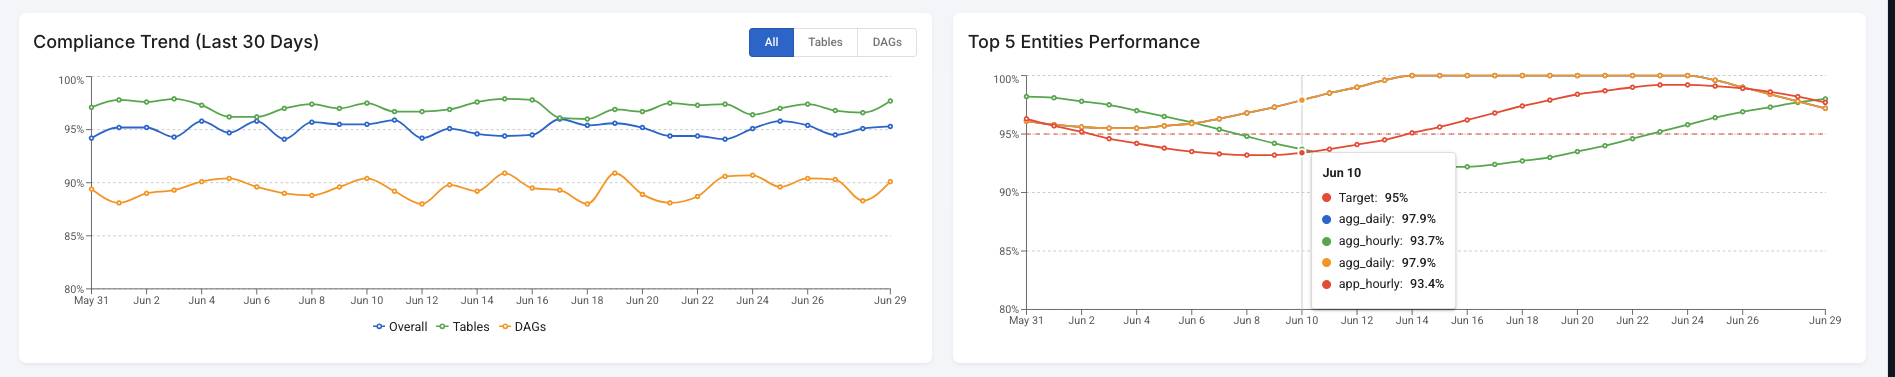 Compliance Trend (Last 30 Days)
All Tables DAGs
100%
95%
90%
85%
80%
May 31 Jun 2 Jun 4 Jun 6 Jun 8 Jun 10 Jun 12 Jun 14 Jun 16 Jun 18 Jun 20 Jun 22 Jun 24 Jun 26 Jun 29
Overall Tables DAGs
Top 5 Entities Performance
100%
95%
90%
85%
80%
May 31 Jun 2 Jun 4 Jun 6 Jun 8 Jun 10 Jun 12 Jun 14 Jun 16 Jun 18 Jun 20 Jun 22 Jun 24 Jun 26 Jun 29
Jun 10
Target: 95%
agg_daily: 97.9%
agg_hourly: 93.7%
agg_daily: 97.9%
app_hourly: 93.4%